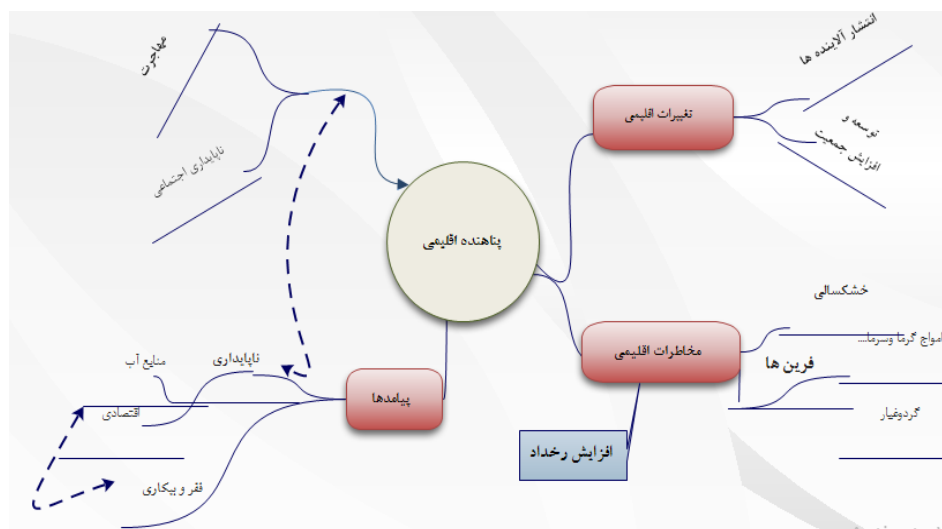 انتشار آلاینده ها
تغییرات اقلیمی
توسعه و
افزایش جمعیت
مهاجرت
ناپایداری اجتماعی
پناهنده اقلیمی
خشکسالی
امواج گرما وسرما....
مخاطرات اقلیمی
فرین ها
گردوغبار
افزایش رخداد
ناپایداری
منابع آب
پیامدها
اقتصادی
فقر و بیکاری